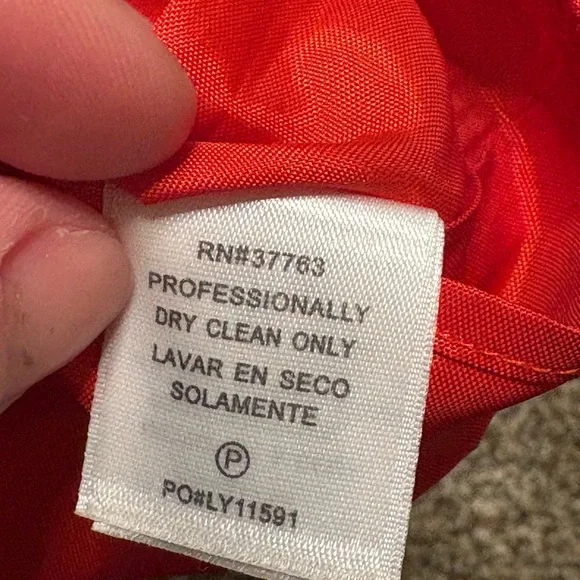 RN#37763
PROFESSIONALLY
DRY CLEAN ONLY
LAVAR EN SECO
SOLAMENTE
P
PO#LY11591